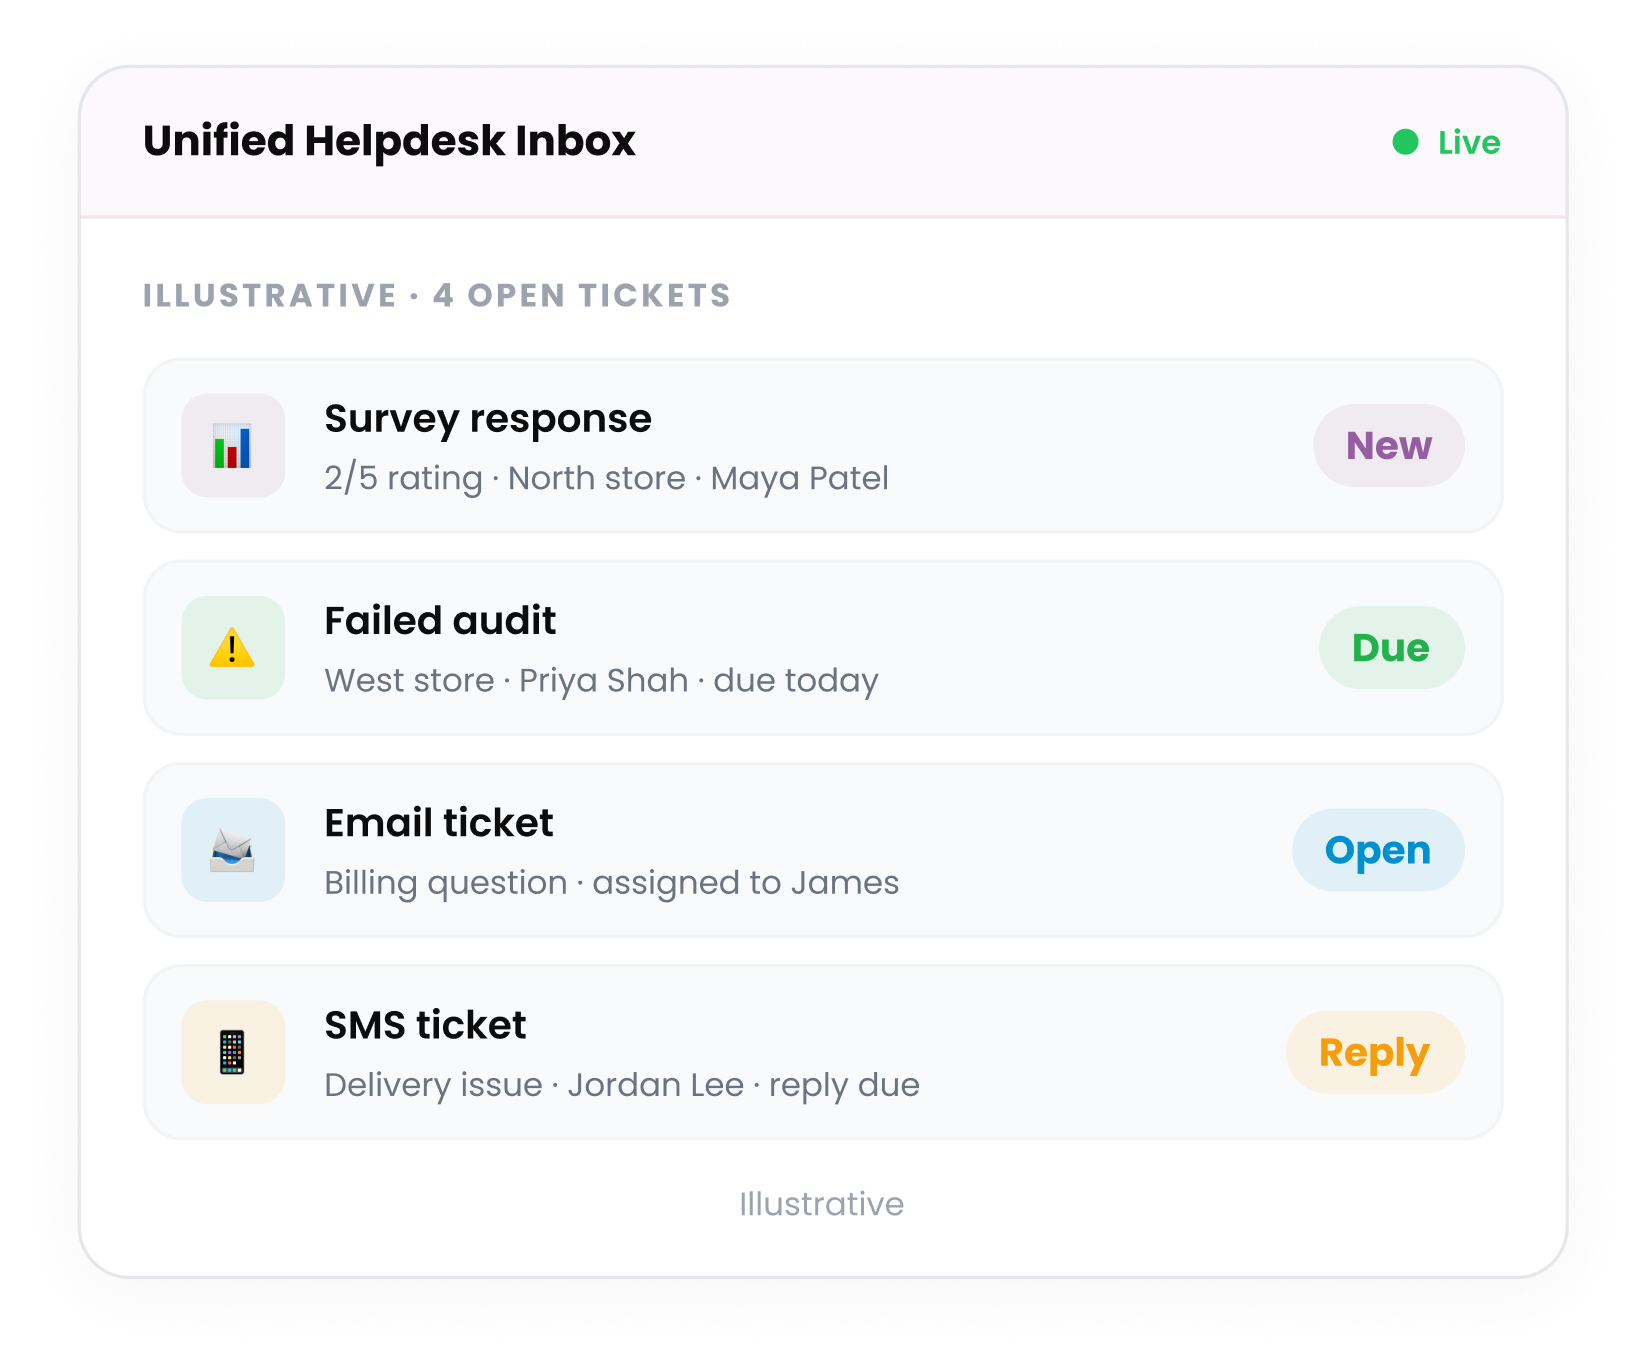 Unified Helpdesk Inbox
Live
ILLUSTRATIVE · 4 OPEN TICKETS
Survey response
2/5 rating · North store · Maya Patel
New
Failed audit
West store · Priya Shah · due today
Due
Email ticket
Billing question · assigned to James
Open
SMS ticket
Delivery issue · Jordan Lee · reply due
Reply
Illustrative